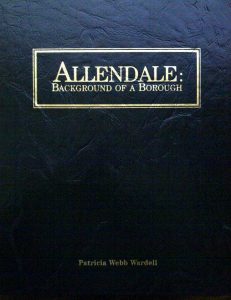 ALLENDALE:
BACKGROUND OF A BOROUGH
Patricia Webb Wardell